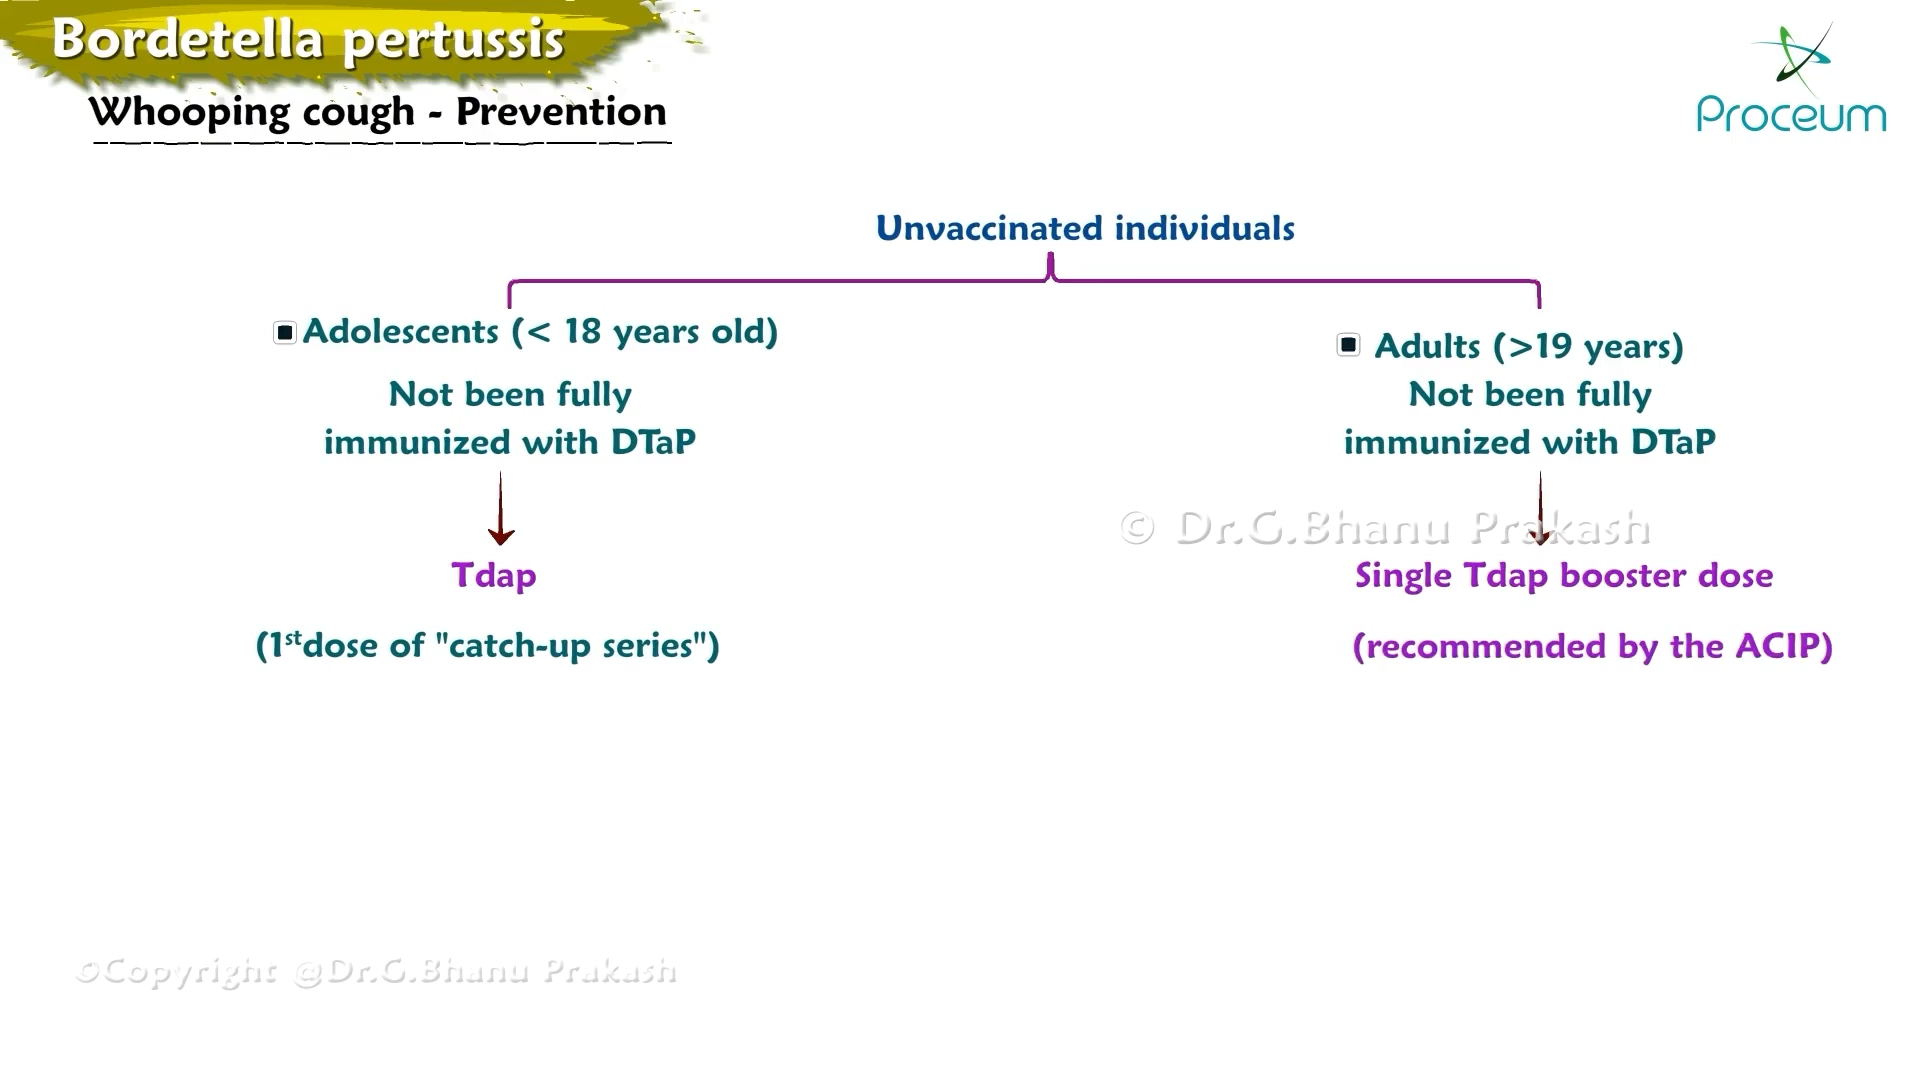 Bordetella pertussis
Whooping cough - Prevention
Proceum
Unvaccinated individuals
Adolescents (< 18 years old)
Not been fully
immunized with DTaP
Tdap
(1st dose of "catch-up series")
Adults (>19 years)
Not been fully
immunized with DTaP
© Dr.G.Bhanu Prakash
Single Tdap booster dose
(recommended by the ACIP)
©Copyright @Dr.G.Bhanu Prakash